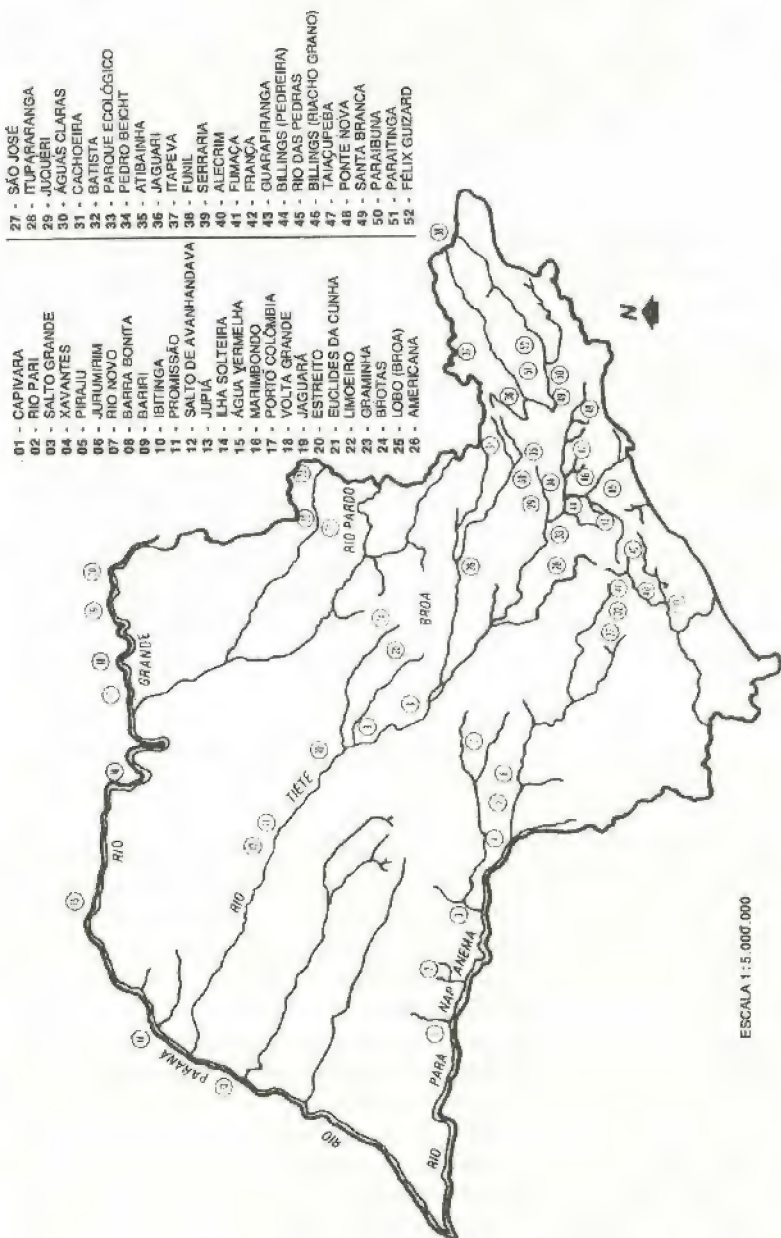 01 - CAPIVARA
02 - RIO PARI
03 - SALTO GRANDE
04 - XAVANTES
05 - PIRAJU
06 - JURUMIRIM
07 - RIO NOVO
08 - BARRA BONITA
09 - BARIRI
10 - IBITINGA
11 - PROMISSÃO
12 - SALTO DE AVANHANDAVA
13 - JUPIÁ
14 - ILHA SOLTEIRA
15 - ÁGUA VERMELHA
16 - MARIMBONDO
17 - PORTO COLÔMBIA
18 - VOLTA GRANDE
19 - JAGUARÁ
20 - ESTREITO
21 - EUCLIDES DA CUNHA
22 - LIMOEIRO
23 - GRAMINHA
24 - BROTAS
25 - LOBO (BROA)
26 - AMERICANA
27 - SÃO JOSÉ
28 - ITUPARARANGA
29 - JUQUERI
30 - ÁGUAS CLARAS
31 - CACHOEIRA
32 - BATISTA
33 - PARQUE ECOLÓGICO
34 - PEDRO BEICHT
35 - ATIBAINHA
36 - JAGUARI
37 - ITAPEVA
38 - FUNIL
39 - SERRARIA
40 - ALECRIM
41 - FUMAÇA
42 - FRANÇA
43 - GUARAPIRANGA
44 - BILLINGS (PEDREIRA)
45 - RIO DAS PEDRAS
46 - BILLINGS (RIACHO GRANO)
47 - TAIAÇUPEBA
48 - PONTE NOVA
49 - SANTA BRANCA
50 - PARAIBUNA
51 - PARAITINGA
52 - FÉLIX GUIZARD
RIO GRANDE
RIO PARDO
BROA
RIO TIETE
RIO PARANÁ
RIO PARA NAP ANEMA
N
ESCALA 1:5.000.000